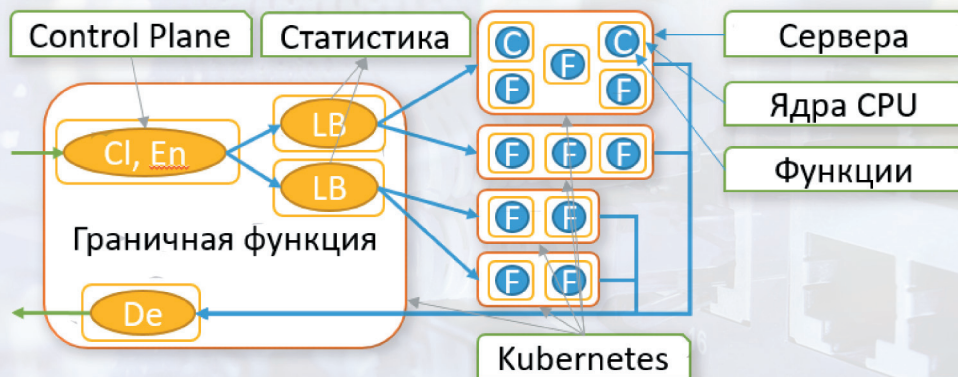 Control Plane
Статистика
Сервера
Ядра CPU
Функции
Cl, En
LB
LB
Граничная функция
De
C
C
F
F
F
F
F
F
F
F
F
F
Kubernetes